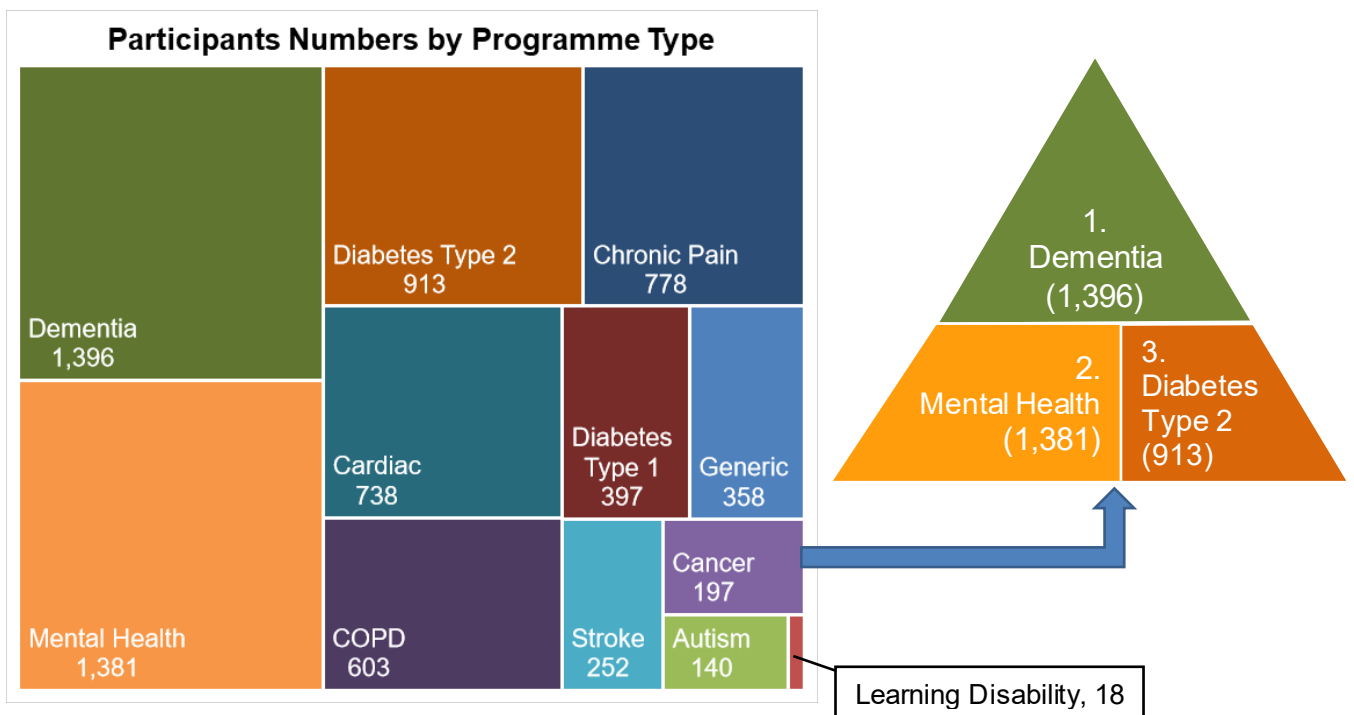 Participants Numbers by Programme Type
Dementia
1,396
Mental Health
1,381
Diabetes Type 2
913
Chronic Pain
778
Cardiac
738
Diabetes
Type 1
397
Generic
358
COPD
603
Stroke
252
Cancer
197
Autism
140
Learning Disability, 18
1.
Dementia
(1,396)
2.
Mental Health
(1,381)
3.
Diabetes
Type 2
(913)